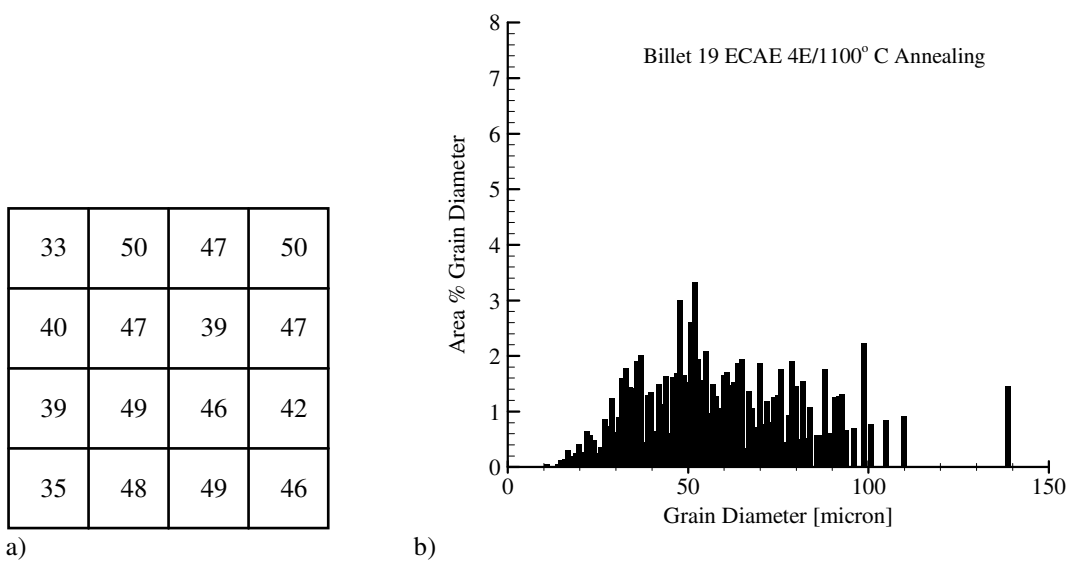 33 50 47 50
40 47 39 47
39 49 46 42
35 48 49 46
a)
8
7
6
5
4
3
2
1
0
Area % Grain Diameter
Billet 19 ECAE 4E/1100° C Annealing
0 50 100 150
Grain Diameter [micron]
b)